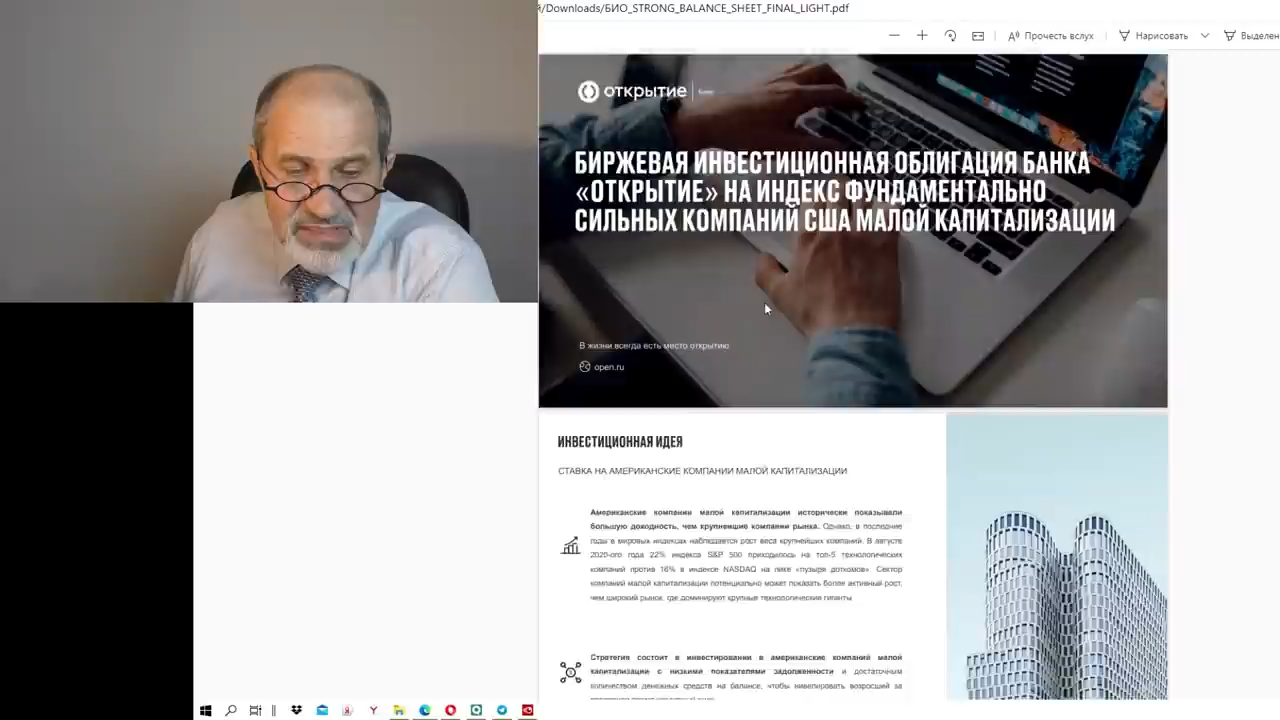 й/Downloads/БИО_STRONG_BALANCE_SHEET_FINAL_LIGHT.pdf
Прочесть вслух
Нарисовать
Выделен
открытие
Банк
БИРЖЕВАЯ ИНВЕСТИЦИОННАЯ ОБЛИГАЦИЯ БАНКА
«ОТКРЫТИЕ» НА ИНДЕКС ФУНДАМЕНТАЛЬНО
СИЛЬНЫХ КОМПАНИЙ США МАЛОЙ КАПИТАЛИЗАЦИИ
В жизни всегда есть место открытию
open.ru
ИНВЕСТИЦИОННАЯ ИДЕЯ
СТАВКА НА АМЕРИКАНСКИЕ КОМПАНИИ МАЛОЙ КАПИТАЛИЗАЦИИ
Американские компании малой капитализации исторически показывали
большую доходность, чем крупнейшие компании рынка. Однако, в последние
годы в мировых индексах наблюдается рост веса крупнейших компаний. В августе
2020-ого года 22% индекса S&P 500 приходилось на топ-5 технологических
компаний против 16% в индексе NASDAQ на пике «пузыря доткомов». Сектор
компаний малой капитализации потенциально может показать более активный рост,
чем широкий рынок, где доминируют крупные технологические гиганты
Стратегия состоит в инвестировании в американские компаний малой
капитализации с низкими показателями задолженности и достаточным
количеством денежных средств на балансе, чтобы нивелировать возросший за